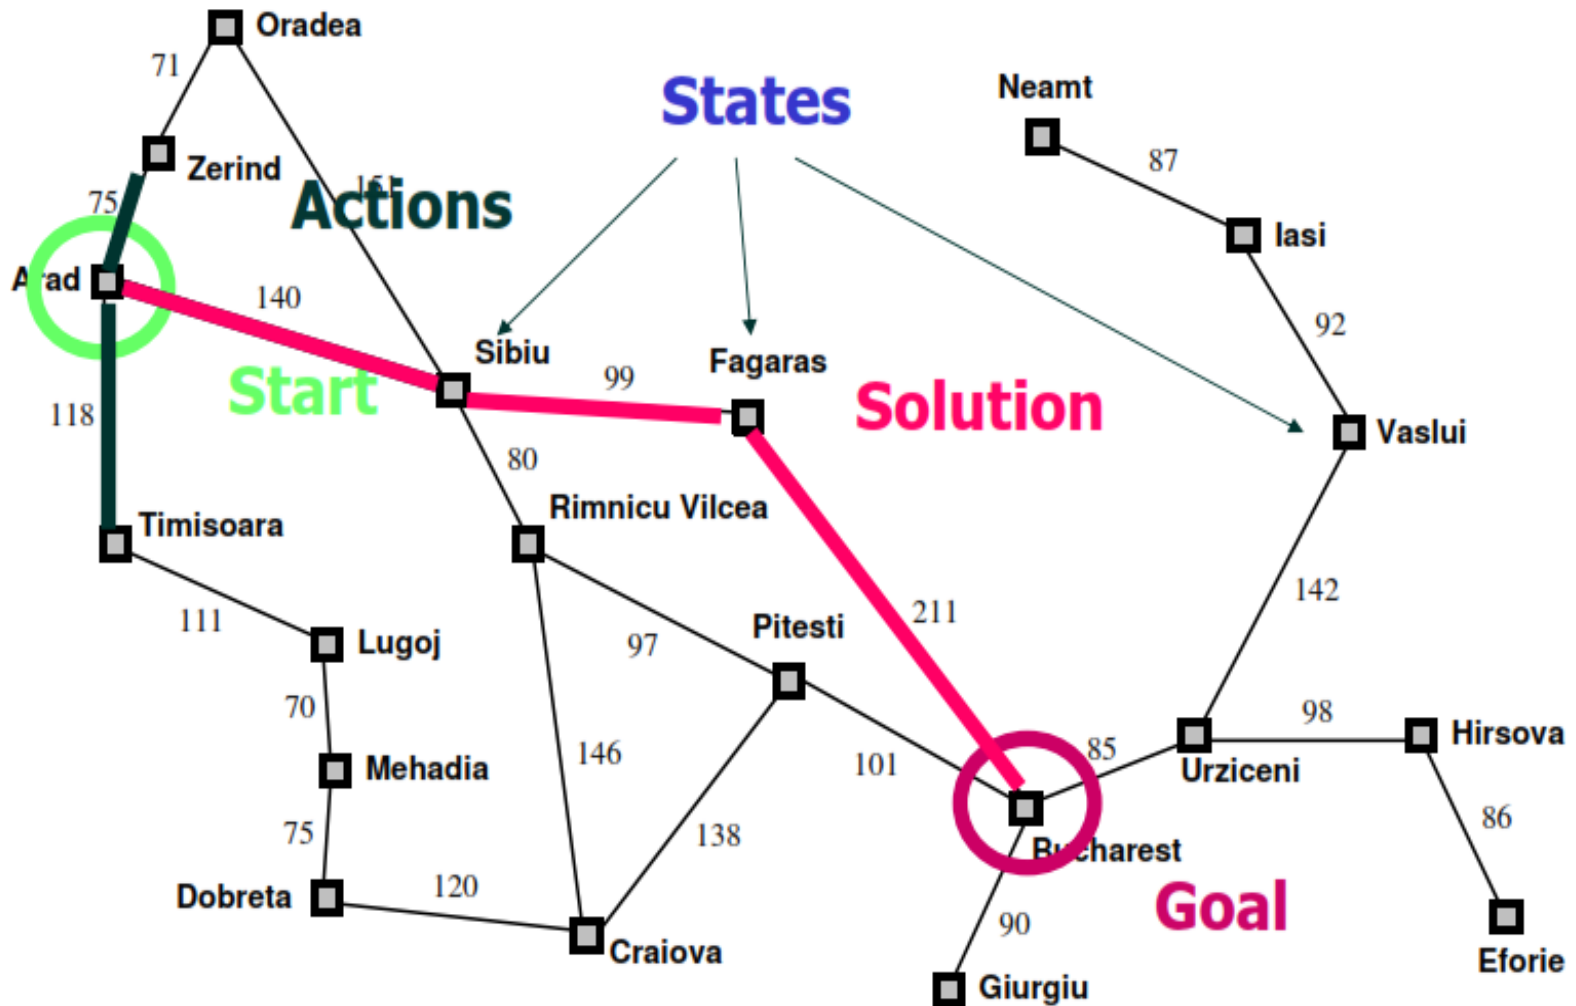 Oradea
71
Neamt
States
87
Zerind
151
Actions
75
Iasi
Arad
140
92
Sibiu
Fagaras
99
Start
Solution
118
Vaslui
80
Rimnicu Vilcea
Timisoara
142
211
111
Pitesti
Lugoj
97
70
98
Hirsova
146
101
85
Mehadia
Urziceni
75
138
86
Bucharest
120
Dobreta
Goal
90
Craiova
Eforie
Giurgiu